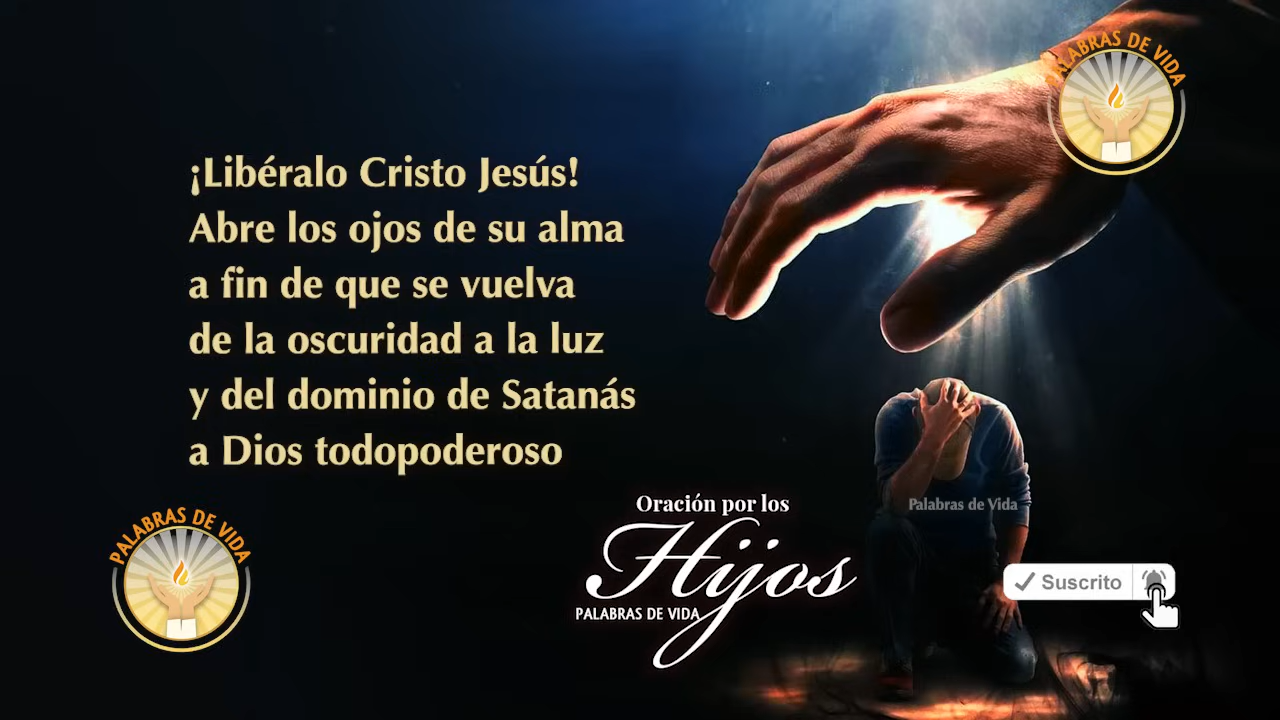 PALABRAS DE VIDA
¡Libéralo Cristo Jesús!
Abre los ojos de su alma
a fin de que se vuelva
de la oscuridad a la luz
y del dominio de Satanás
a Dios todopoderoso
Oración por los
Hijos
PALABRAS DE VIDA
Palabras de Vida
PALABRAS DE VIDA
Suscrito